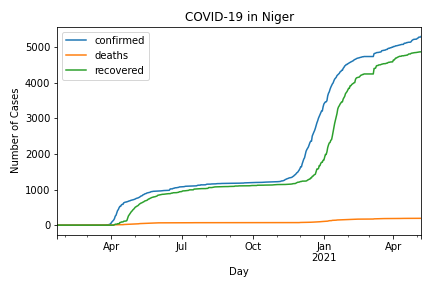 COVID-19 in Niger
confirmed
deaths
recovered
Number of Cases
5000
4000
3000
2000
1000
0
Apr Jul Oct Jan Apr
2021
Day